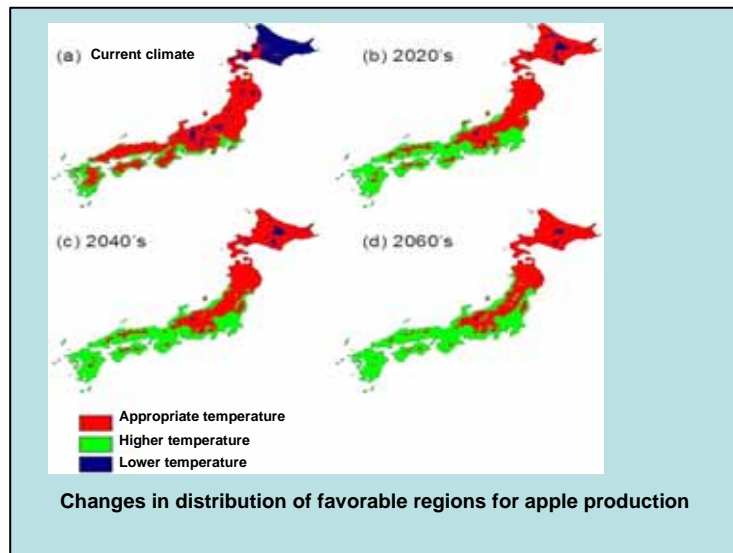 (a) Current climate
(b) 2020's
(c) 2040's
(d) 2060's
Appropriate temperature
Higher temperature
Lower temperature
Changes in distribution of favorable regions for apple production